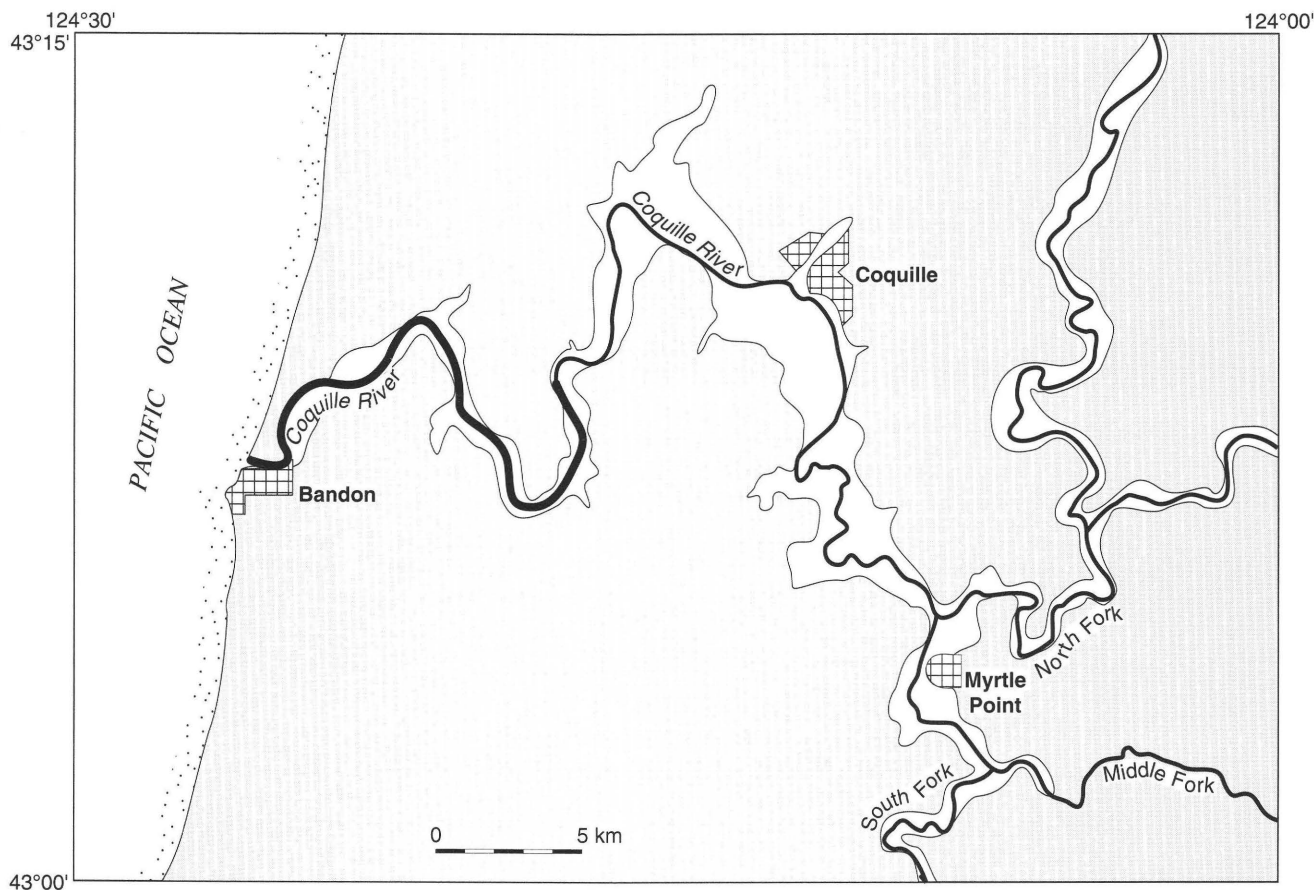 124°30'
124°00'
43°15'
Coquille River
Coquille
PACIFIC OCEAN
Coquille River
Bandon
North Fork
Myrtle
Point
South Fork
Middle Fork
0 5 km
43°00'